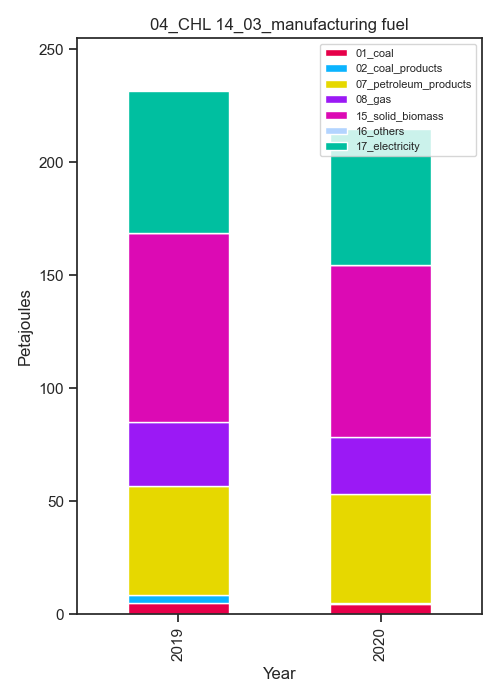 04_CHL 14_03_manufacturing fuel
250
200
150
100
50
0
Petajoules
01_coal
02_coal_products
07_petroleum_products
08_gas
15_solid_biomass
16_others
17_electricity
2019
2020
Year